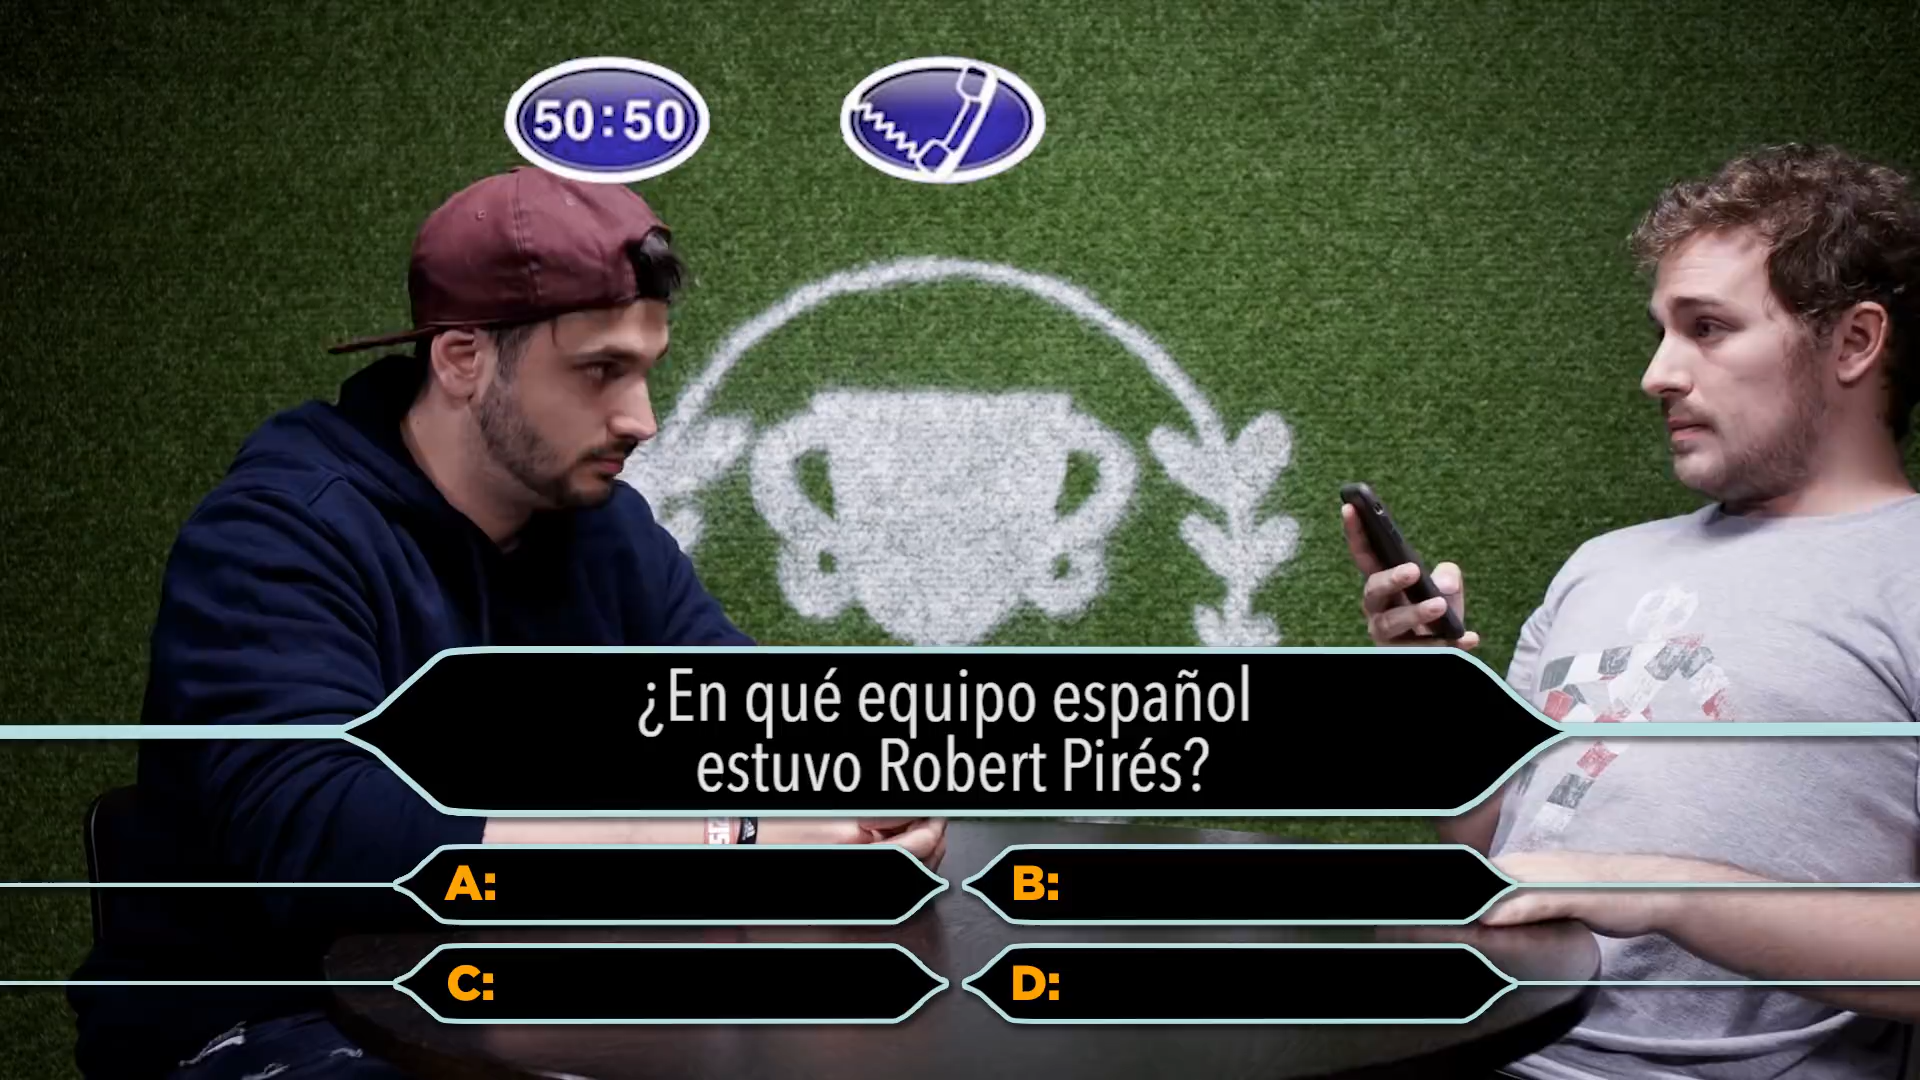 50:50
¿En qué equipo español
estuvo Robert Pirés?
A:
B:
C:
D: